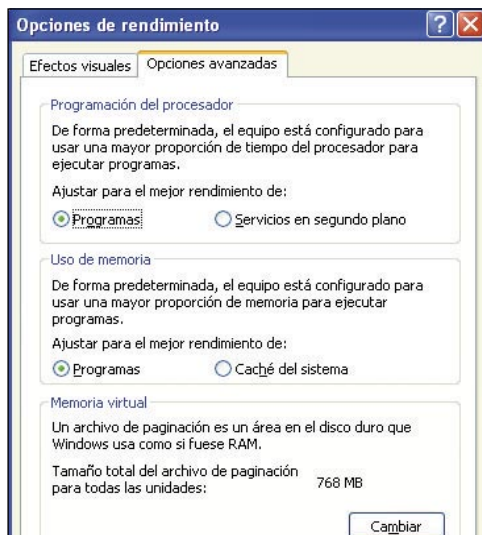 Opciones de rendimiento
Efectos visuales
Opciones avanzadas
Programación del procesador
De forma predeterminada, el equipo está configurado para
usar una mayor proporción de tiempo del procesador para
ejecutar programas.
Ajustar para el mejor rendimiento de:
Programas
Servicios en segundo plano
Uso de memoria
De forma predeterminada, el equipo está configurado para
usar una mayor proporción de memoria para ejecutar
programas.
Ajustar para el mejor rendimiento de:
Programas
Caché del sistema
Memoria virtual
Un archivo de paginación es un área en el disco duro que
Windows usa como si fuese RAM.
Tamaño total del archivo de paginación
para todas las unidades:
768 MB
Cambiar